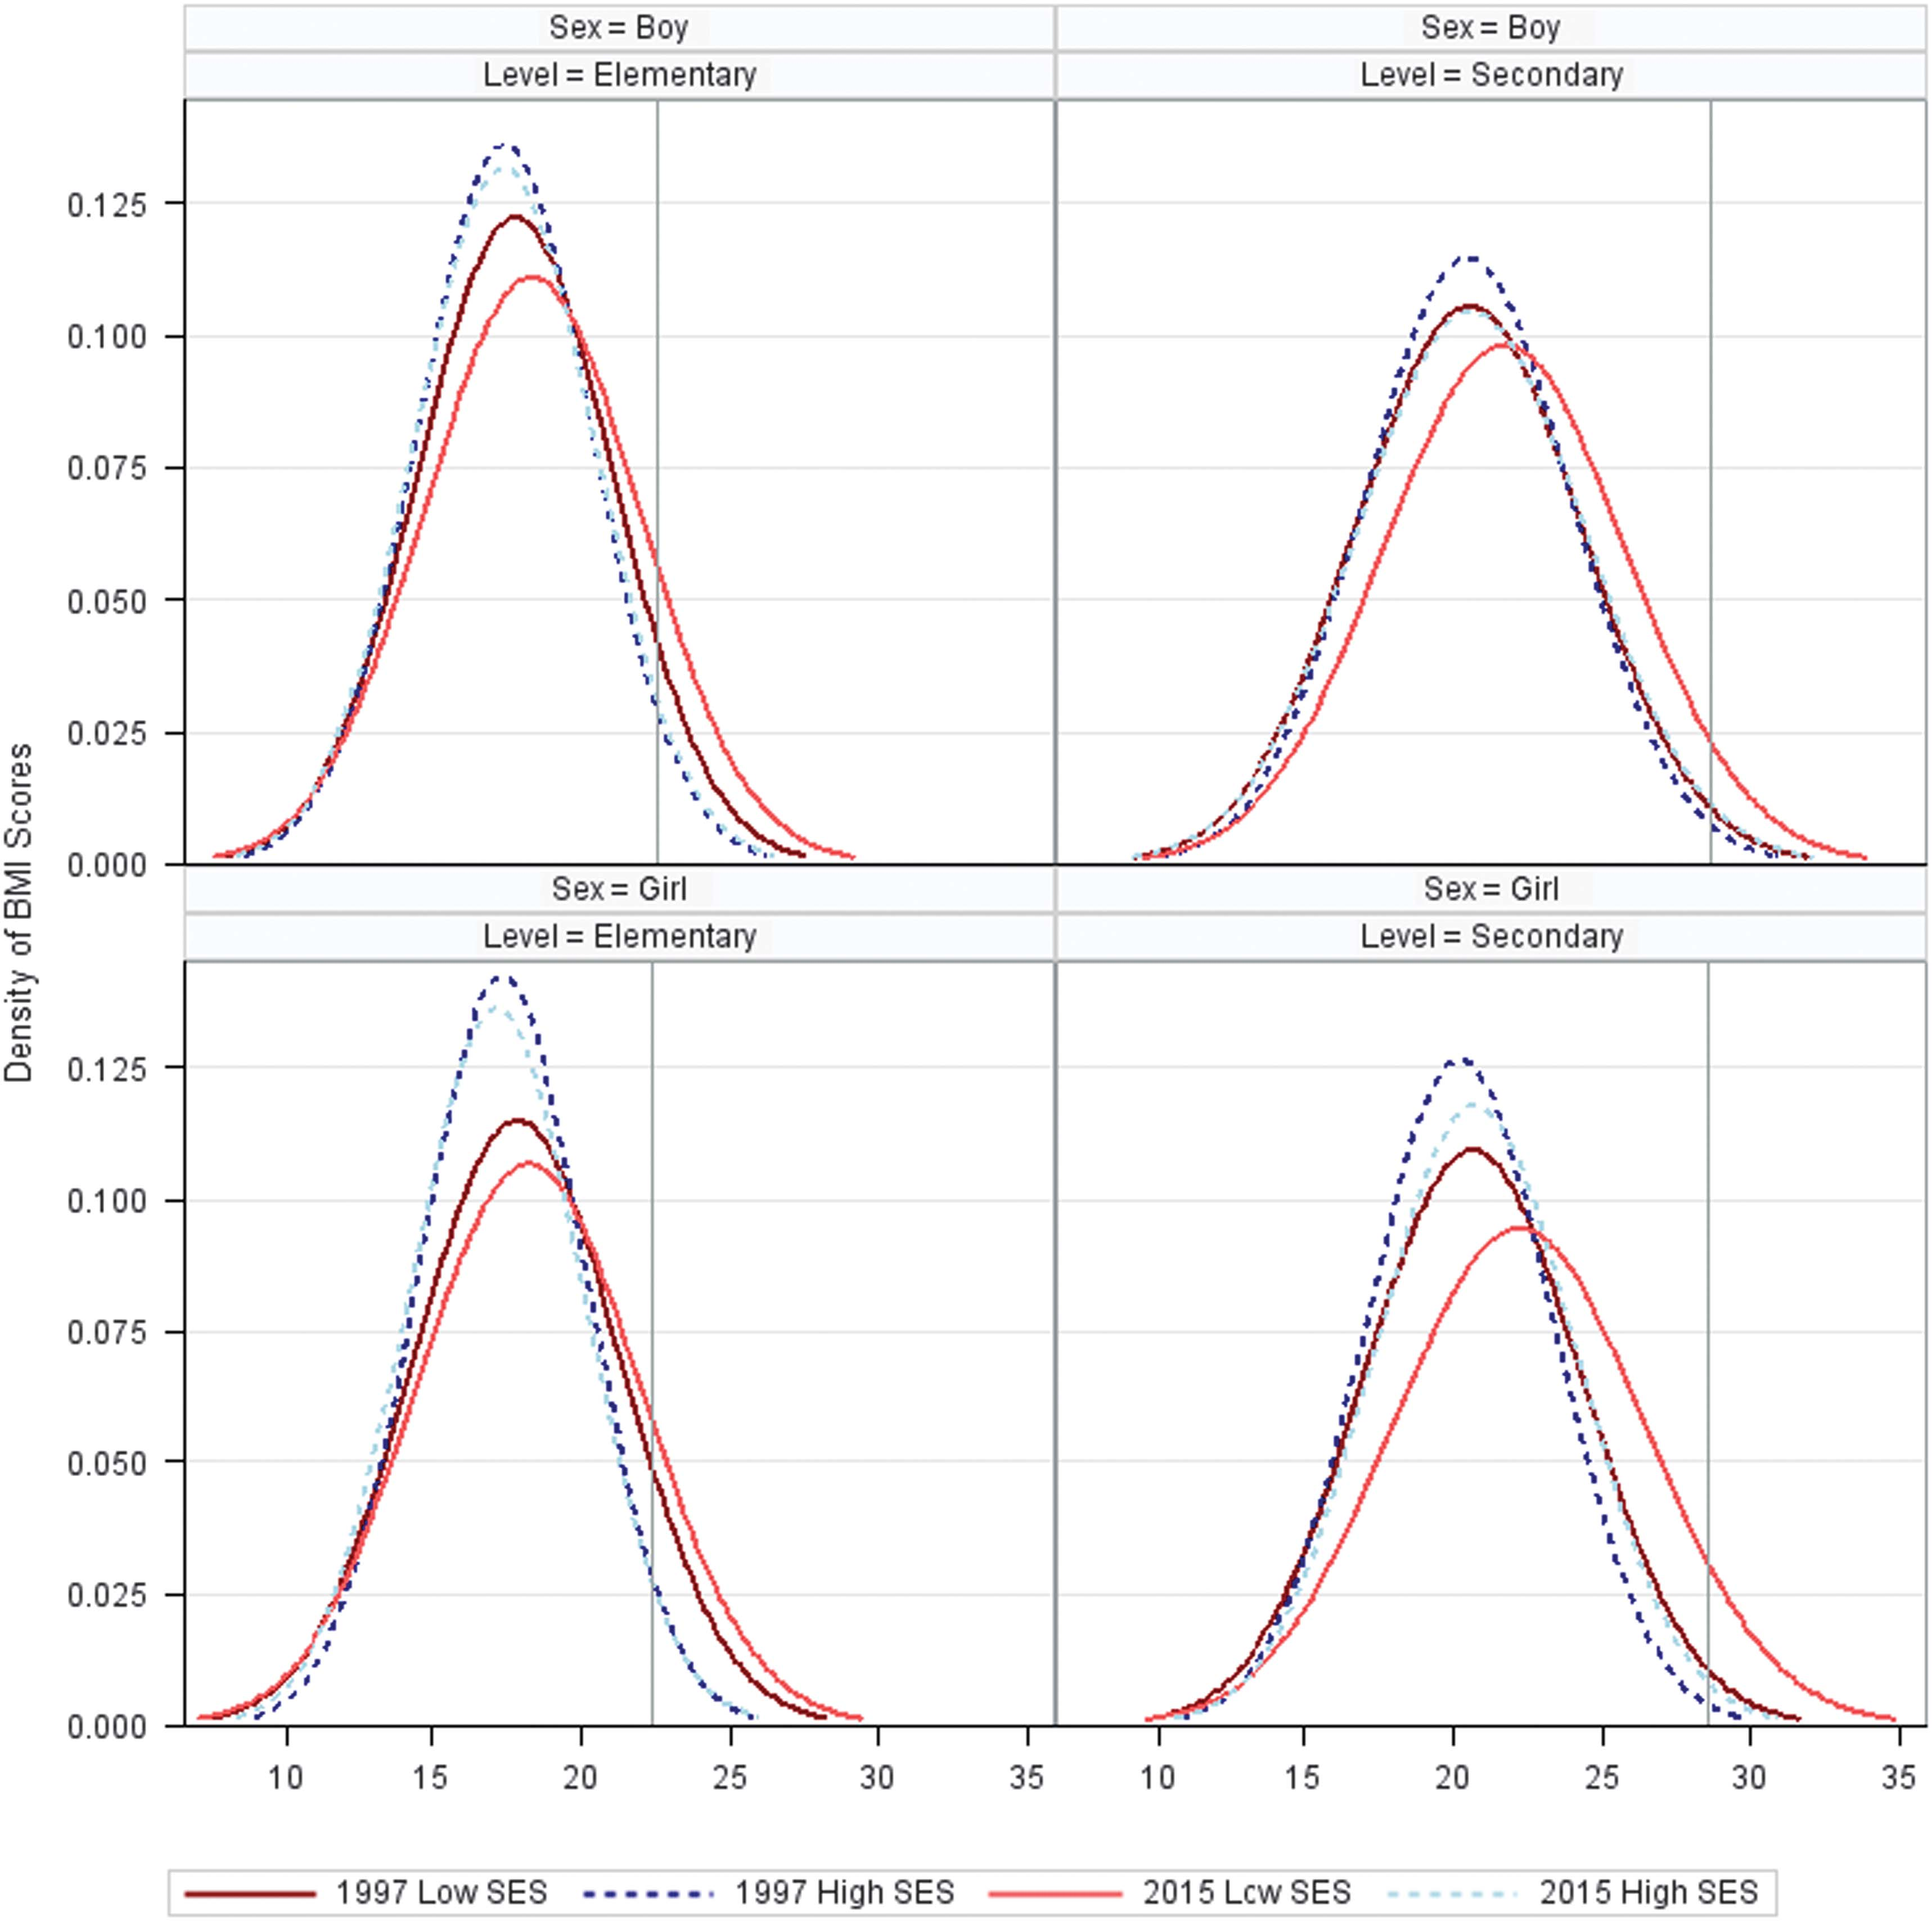 Sex = Boy
Level = Elementary
Sex = Boy
Level = Secondary
0.125
0.100
0.075
0.050
0.025
0.000
Sex = Girl
Level = Elementary
Sex = Girl
Level = Secondary
0.125
0.100
0.075
0.050
0.025
0.000
Density of BMI Scores
10 15 20 25 30 35
10 15 20 25 30 35
1997 Low SES 1997 High SES 2015 Lcw SES 2015 High SES